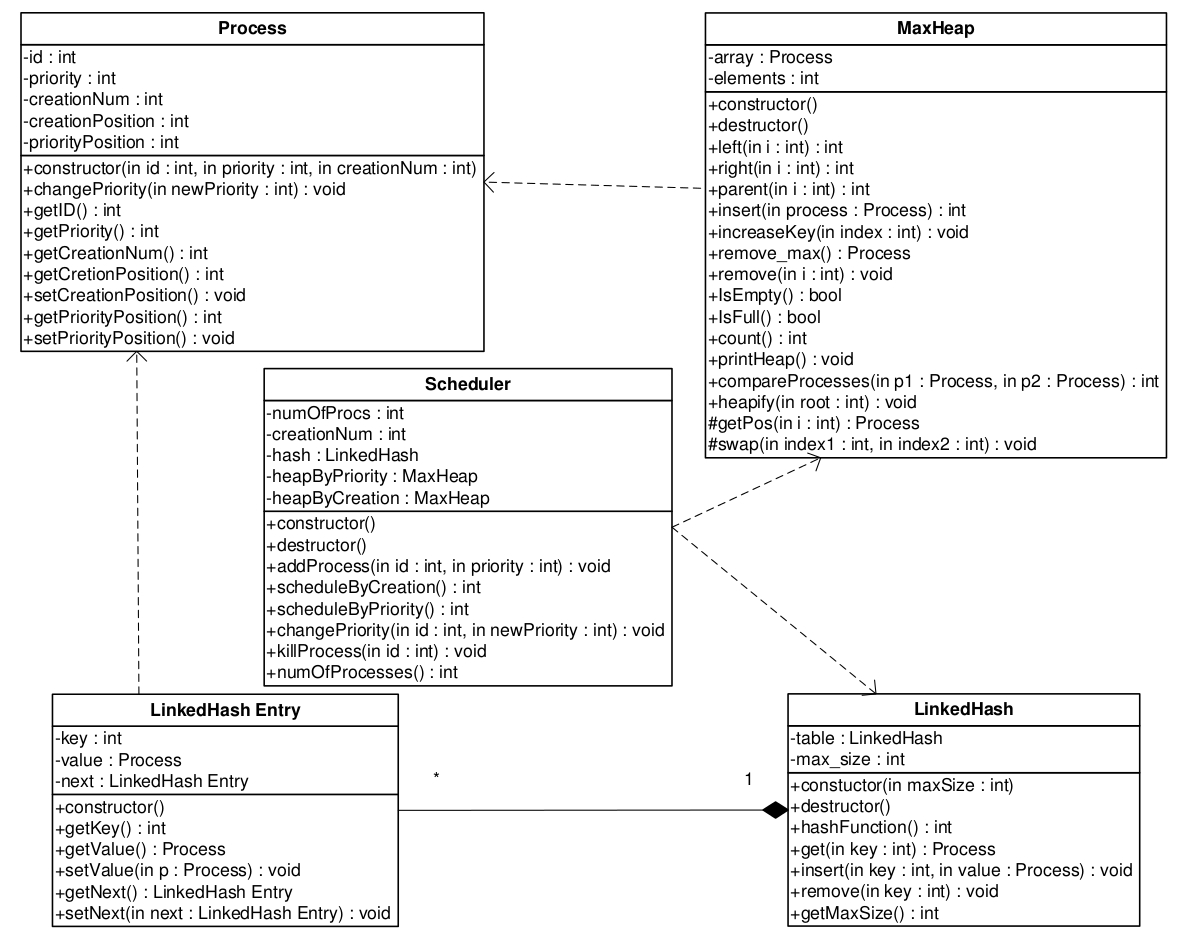 Process
-id : int
-priority : int
-creationNum : int
-creationPosition : int
-priorityPosition : int
+constructor(in id : int, in priority : int, in creationNum : int)
+changePriority(in newPriority : int) : void
+getID() : int
+getPriority() : int
+getCreationNum() : int
+getCretionPosition() : int
+setCreationPosition() : void
+getPriorityPosition() : int
+setPriorityPosition() : void
MaxHeap
-array : Process
-elements : int
+constructor()
+destructor()
+left(in i : int) : int
+right(in i : int) : int
+parent(in i : int) : int
+insert(in process : Process) : int
+increaseKey(in index : int) : void
+remove_max() : Process
+remove(in i : int) : void
+IsEmpty() : bool
+IsFull() : bool
+count() : int
+printHeap() : void
+compareProcesses(in p1 : Process, in p2 : Process) : int
+heapify(in root : int) : void
#getPos(in i : int) : Process
#swap(in index1 : int, in index2 : int) : void
Scheduler
-numOfProcs : int
-creationNum : int
-hash : LinkedHash
-heapByPriority : MaxHeap
-heapByCreation : MaxHeap
+constructor()
+destructor()
+addProcess(in id : int, in priority : int) : void
+scheduleByCreation() : int
+scheduleByPriority() : int
+changePriority(in id : int, in newPriority : int) : void
+killProcess(in id : int) : void
+numOfProcesses() : int
LinkedHash Entry
-key : int
-value : Process
-next : LinkedHash Entry
+constructor()
+getKey() : int
+getValue() : Process
+setValue(in p : Process) : void
+getNext() : LinkedHash Entry
+setNext(in next : LinkedHash Entry) : void
*
1
LinkedHash
-table : LinkedHash
-max_size : int
+constuctor(in maxSize : int)
+destructor()
+hashFunction() : int
+get(in key : int) : Process
+insert(in key : int, in value : Process) : void
+remove(in key : int) : void
+getMaxSize() : int